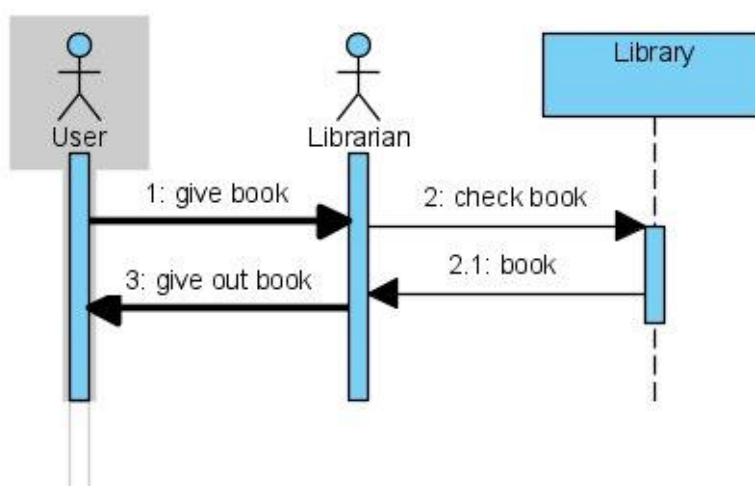 Library
User
Librarian
1: give book
2: check book
2.1: book
3: give out book